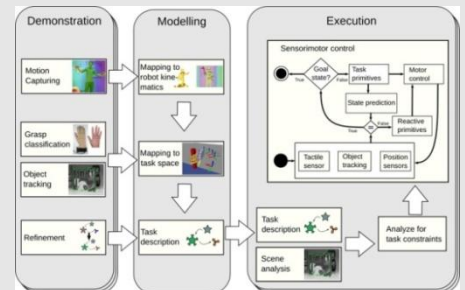 Demonstration
Modelling
Execution
Motion
Capturing
Grasp
classification
Object
tracking
Refinement
Mapping to
robot kine-
matics
Mapping to
task space
Task
description
Sensorimotor control
Goal
state?
True
False
Task
primitives
Motor
control
State prediction
==
True
False
Reactive
primitives
Tactile
sensor
Object
tracking
Position
sensors
Task
description
Scene
analysis
Analyze for
task constraints